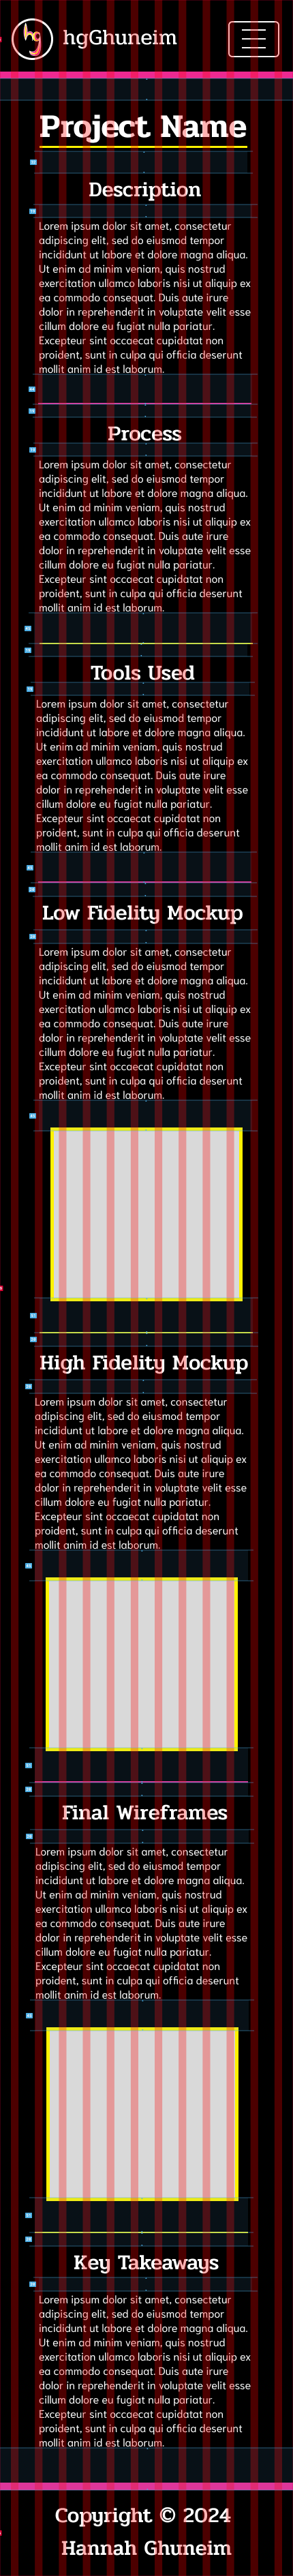 hg
hgGhuneim
Project Name
Description
Lorem ipsum dolor sit amet, consectetur
adipiscing elit, sed do eiusmod tempor
incididunt ut labore et dolore magna aliqua.
Ut enim ad minim veniam, quis nostrud
exercitation ullamco laboris nisi ut aliquip ex
ea commodo consequat. Duis aute irure
dolor in reprehenderit in voluptate velit esse
cillum dolore eu fugiat nulla pariatur.
Excepteur sint occaecat cupidatat non
proident, sunt in culpa qui officia deserunt
mollit anim id est laborum.
Process
Lorem ipsum dolor sit amet, consectetur
adipiscing elit, sed do eiusmod tempor
incididunt ut labore et dolore magna aliqua.
Ut enim ad minim veniam, quis nostrud
exercitation ullamco laboris nisi ut aliquip ex
ea commodo consequat. Duis aute irure
dolor in reprehenderit in voluptate velit esse
cillum dolore eu fugiat nulla pariatur.
Excepteur sint occaecat cupidatat non
proident, sunt in culpa qui officia deserunt
mollit anim id est laborum.
Tools Used
Lorem ipsum dolor sit amet, consectetur
adipiscing elit, sed do eiusmod tempor
incididunt ut labore et dolore magna aliqua.
Ut enim ad minim veniam, quis nostrud
exercitation ullamco laboris nisi ut aliquip ex
ea commodo consequat. Duis aute irure
dolor in reprehenderit in voluptate velit esse
cillum dolore eu fugiat nulla pariatur.
Excepteur sint occaecat cupidatat non
proident, sunt in culpa qui officia deserunt
mollit anim id est laborum.
Low Fidelity Mockup
Lorem ipsum dolor sit amet, consectetur
adipiscing elit, sed do eiusmod tempor
incididunt ut labore et dolore magna aliqua.
Ut enim ad minim veniam, quis nostrud
exercitation ullamco laboris nisi ut aliquip ex
ea commodo consequat. Duis aute irure
dolor in reprehenderit in voluptate velit esse
cillum dolore eu fugiat nulla pariatur.
Excepteur sint occaecat cupidatat non
proident, sunt in culpa qui officia deserunt
mollit anim id est laborum.
High Fidelity Mockup
Lorem ipsum dolor sit amet, consectetur
adipiscing elit, sed do eiusmod tempor
incididunt ut labore et dolore magna aliqua.
Ut enim ad minim veniam, quis nostrud
exercitation ullamco laboris nisi ut aliquip ex
ea commodo consequat. Duis aute irure
dolor in reprehenderit in voluptate velit esse
cillum dolore eu fugiat nulla pariatur.
Excepteur sint occaecat cupidatat non
proident, sunt in culpa qui officia deserunt
mollit anim id est laborum.
Final Wireframes
Lorem ipsum dolor sit amet, consectetur
adipiscing elit, sed do eiusmod tempor
incididunt ut labore et dolore magna aliqua.
Ut enim ad minim veniam, quis nostrud
exercitation ullamco laboris nisi ut aliquip ex
ea commodo consequat. Duis aute irure
dolor in reprehenderit in voluptate velit esse
cillum dolore eu fugiat nulla pariatur.
Excepteur sint occaecat cupidatat non
proident, sunt in culpa qui officia deserunt
mollit anim id est laborum.
Key Takeaways
Lorem ipsum dolor sit amet, consectetur
adipiscing elit, sed do eiusmod tempor
incididunt ut labore et dolore magna aliqua.
Ut enim ad minim veniam, quis nostrud
exercitation ullamco laboris nisi ut aliquip ex
ea commodo consequat. Duis aute irure
dolor in reprehenderit in voluptate velit esse
cillum dolore eu fugiat nulla pariatur.
Excepteur sint occaecat cupidatat non
proident, sunt in culpa qui officia deserunt
mollit anim id est laborum.
Copyright © 2024
Hannah Ghuneim